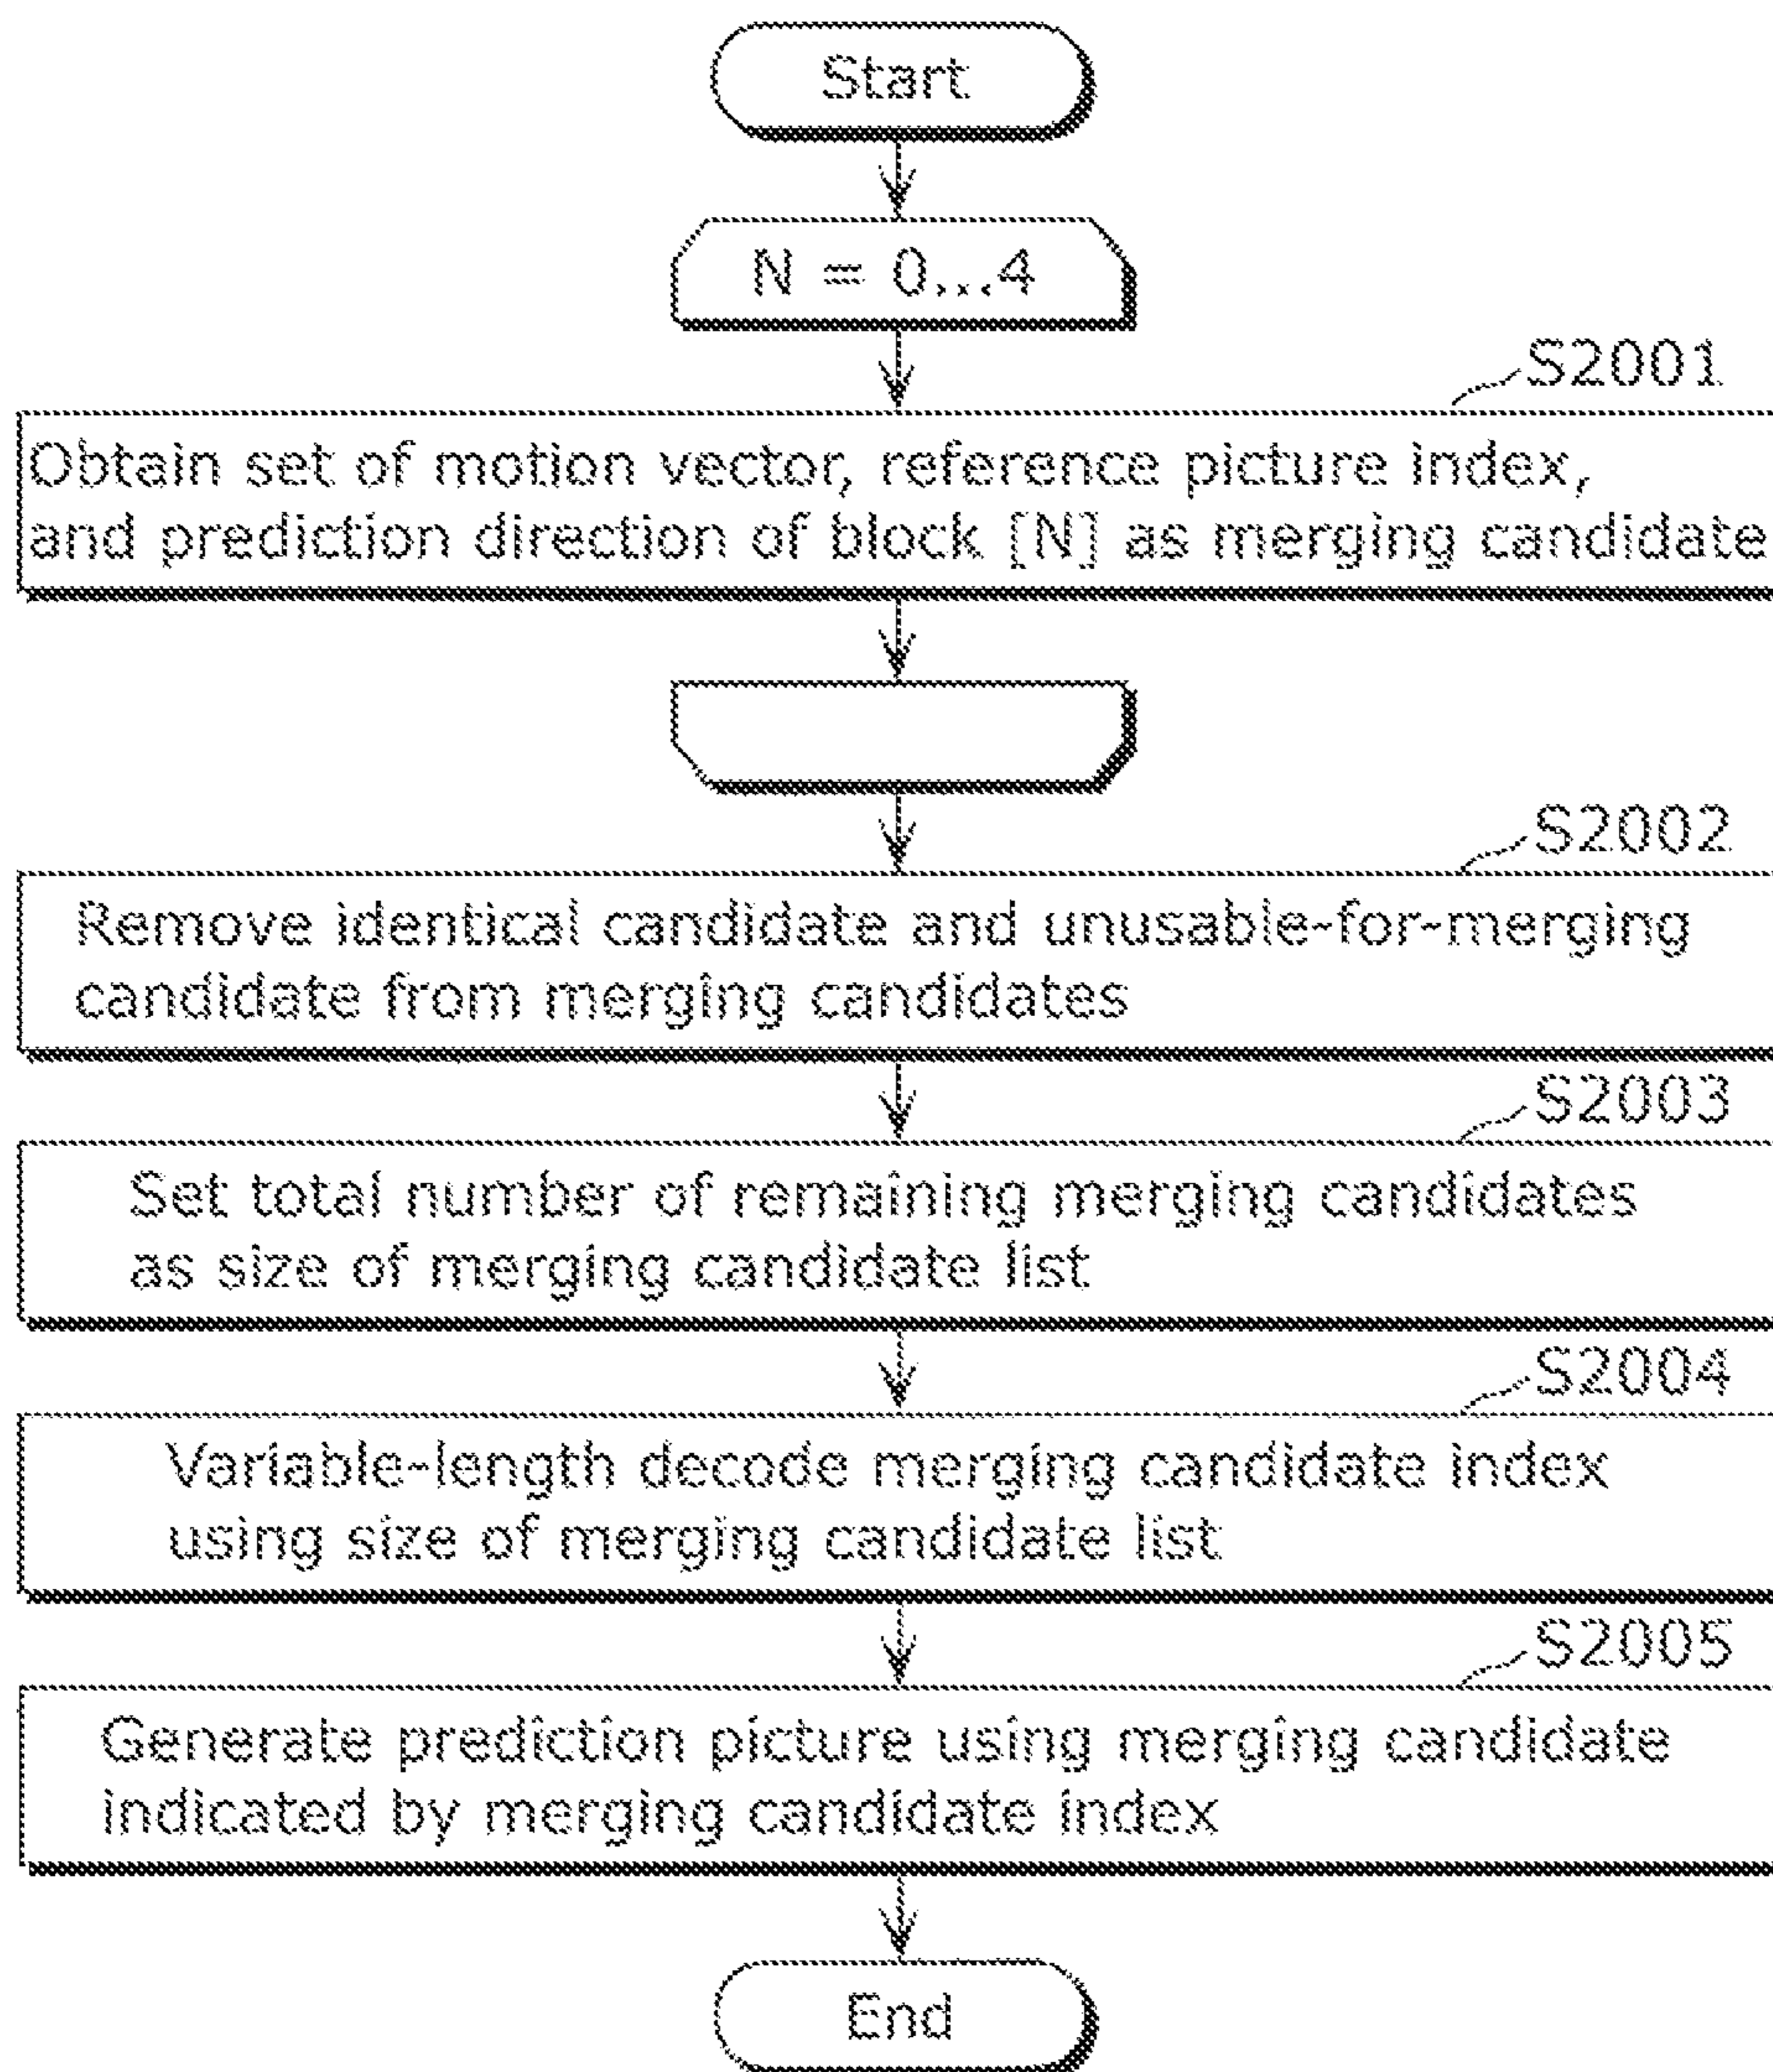 Start
N = 0...4
S2001
Obtain set of motion vector, reference picture index,
and prediction direction of block [N] as merging candidate
S2002
Remove identical candidate and unusable-for-merging
candidate from merging candidates
S2003
Set total number of remaining merging candidates
as size of merging candidate list
S2004
Variable-length decode merging candidate index
using size of merging candidate list
S2005
Generate prediction picture using merging candidate
indicated by merging candidate index
End